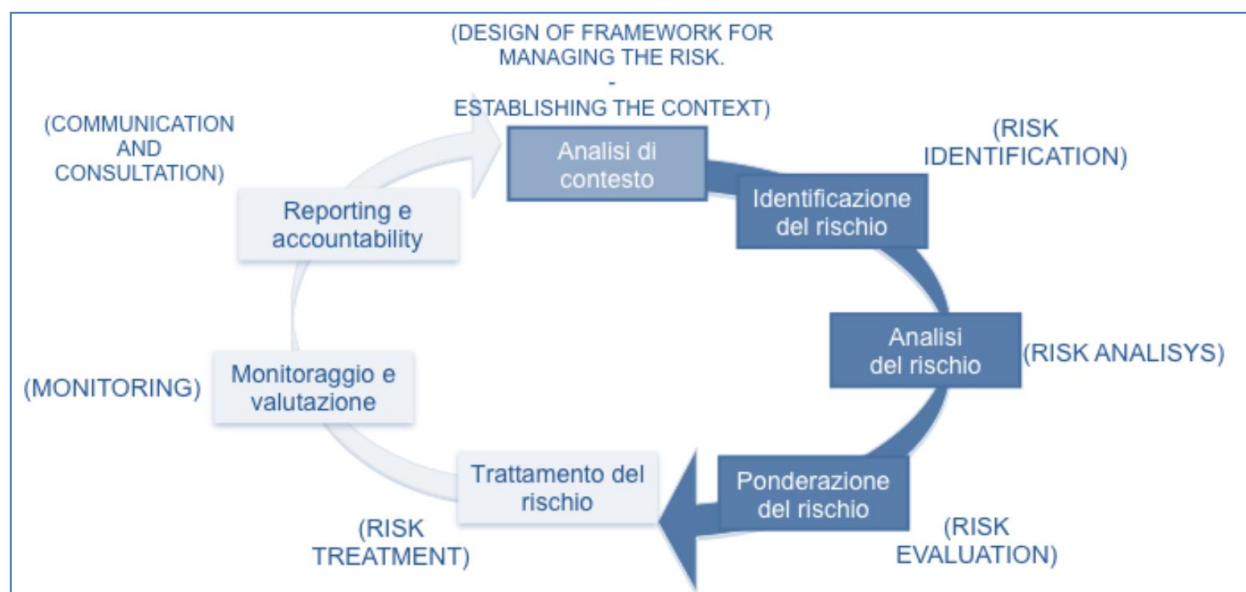 (DESIGN OF FRAMEWORK FOR
MANAGING THE RISK.
-
ESTABLISHING THE CONTEXT)
Analisi di
contesto
(RISK
IDENTIFICATION)
Identificazione
del rischio
Analisi
del rischio
(RISK ANALISYS)
Ponderazione
del rischio
(RISK
EVALUATION)
Trattamento del
rischio
(RISK
TREATMENT)
Monitoraggio e
valutazione
(MONITORING)
Reporting e
accountability
(COMMUNICATION
AND
CONSULTATION)